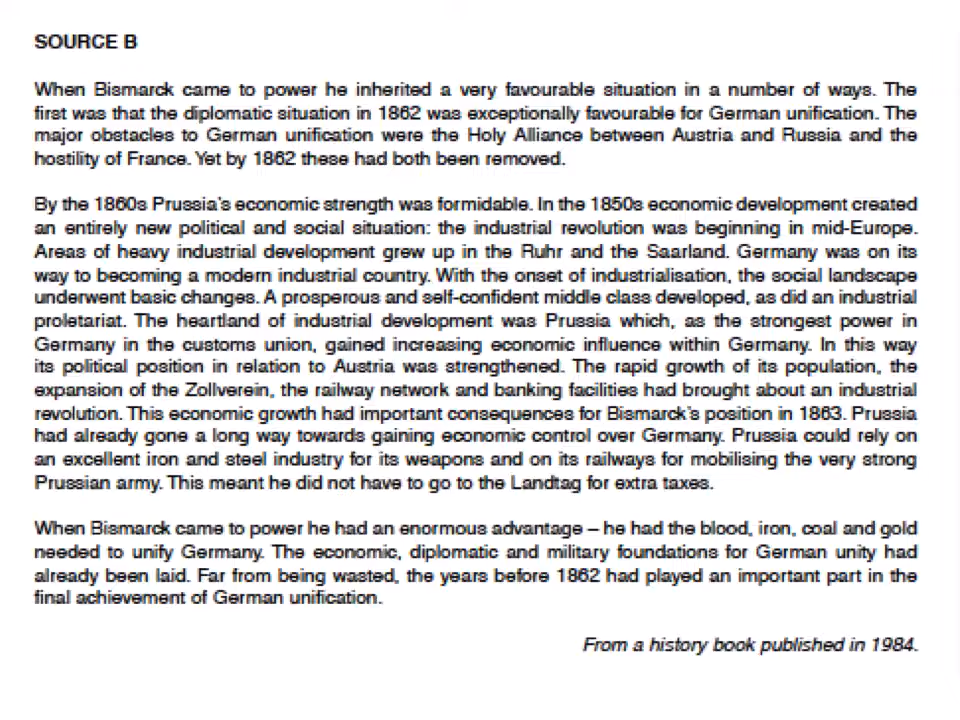 SOURCE B
When Bismarck came to power he inherited a very favourable situation in a number of ways. The
first was that the diplomatic situation in 1862 was exceptionally favourable for German unification. The
major obstacles to German unification were the Holy Alliance between Austria and Russia and the
hostility of France. Yet by 1862 these had both been removed.
By the 1860s Prussia's economic strength was formidable. In the 1850s economic development created
an entirely new political and social situation: the industrial revolution was beginning in mid-Europe.
Areas of heavy industrial development grew up in the Ruhr and the Saarland. Germany was on its
way to becoming a modern industrial country. With the onset of industrialisation, the social landscape
underwent basic changes. A prosperous and self-confident middle class developed, as did an industrial
proletariat. The heartland of industrial development was Prussia which, as the strongest power in
Germany in the customs union, gained increasing economic influence within Germany. In this way
its political position in relation to Austria was strengthened. The rapid growth of its population, the
expansion of the Zollverein, the railway network and banking facilities had brought about an industrial
revolution. This economic growth had important consequences for Bismarck's position in 1863. Prussia
had already gone a long way towards gaining economic control over Germany. Prussia could rely on
an excellent iron and steel industry for its weapons and on its railways for mobilising the very strong
Prussian army. This meant he did not have to go to the Landtag for extra taxes.
When Bismarck came to power he had an enormous advantage – he had the blood, iron, coal and gold
needed to unify Germany. The economic, diplomatic and military foundations for German unity had
already been laid. Far from being wasted, the years before 1862 had played an important part in the
final achievement of German unification.
From a history book published in 1984.